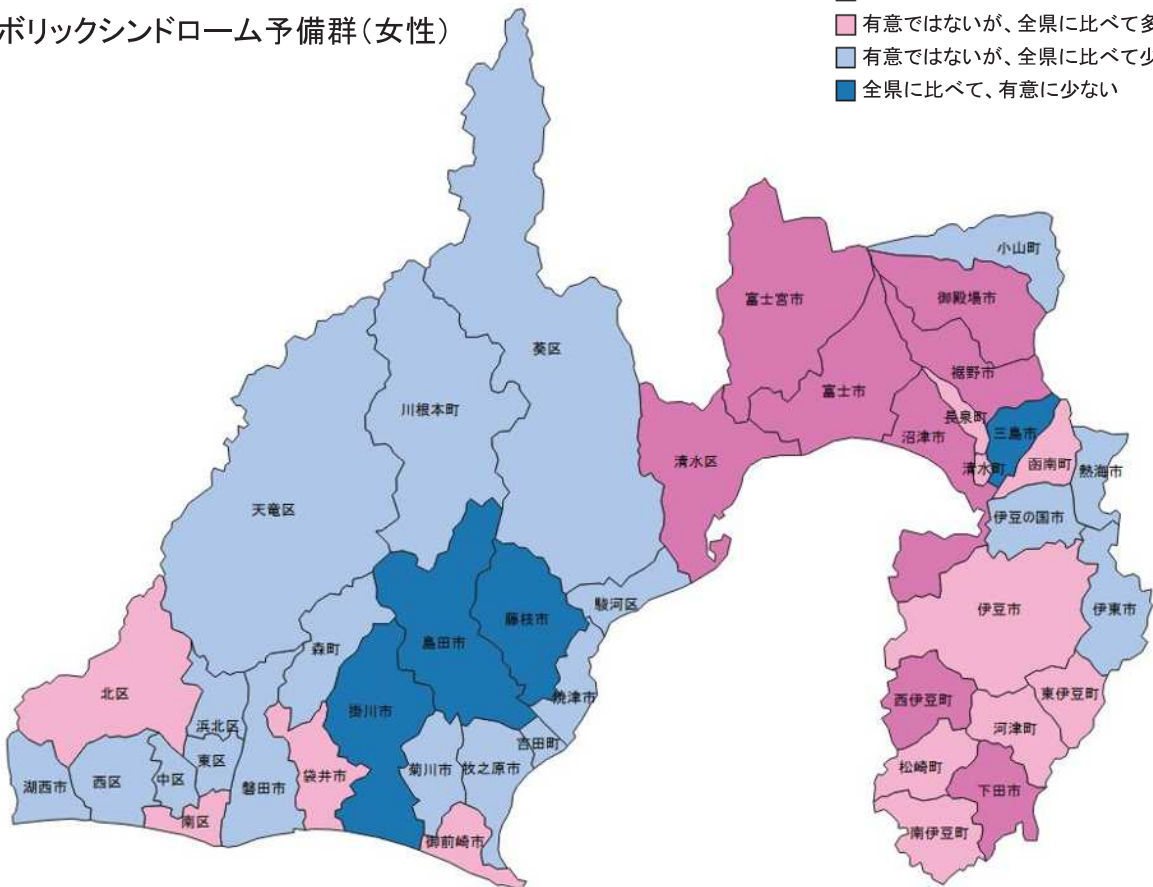 ボリックシンドローム予備群（女性）
有意ではないが、全県に比べて多
有意ではないが、全県に比べて少
全県に比べて、有意に少ない
小山町
富士宮市
御殿場市
葵区
裾野市
富士市
川根本町
長泉町
沼津市
三島市
清水区
清水町
函南町
熱海市
天竜区
伊豆の国市
駿河区
伊豆市
伊東市
藤枝市
島田市
森町
北区
焼津市
西伊豆町
東伊豆町
掛川市
浜北区
河津町
吉田町
東区
菊川市
牧之原市
松崎町
湖西市
西区
中区
磐田市
袋井市
下田市
南区
御前崎市
南伊豆町